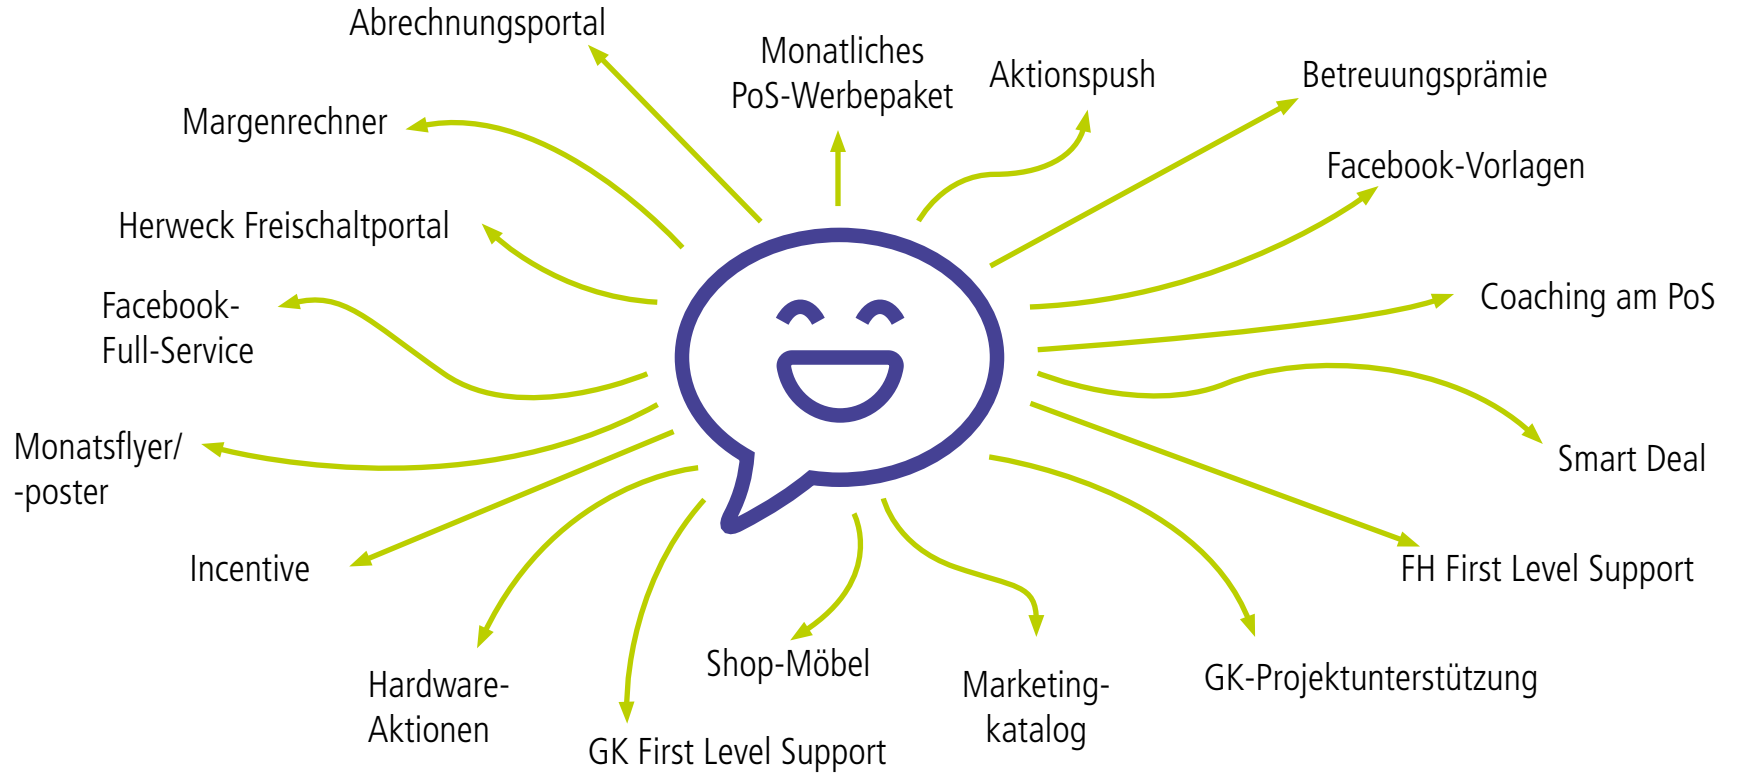 Abrechnungsportal
Monatliches
PoS-Werbepaket
Aktionspush
Betreuungsprämie
Margenrechner
Facebook-Vorlagen
Herweck Freischaltportal
Coaching am PoS
Facebook-
Full-Service
Monatsflyer/
-poster
Smart Deal
Incentive
FH First Level Support
Hardware-
Aktionen
GK First Level Support
Shop-Möbel
Marketing-
katalog
GK-Projektunterstützung